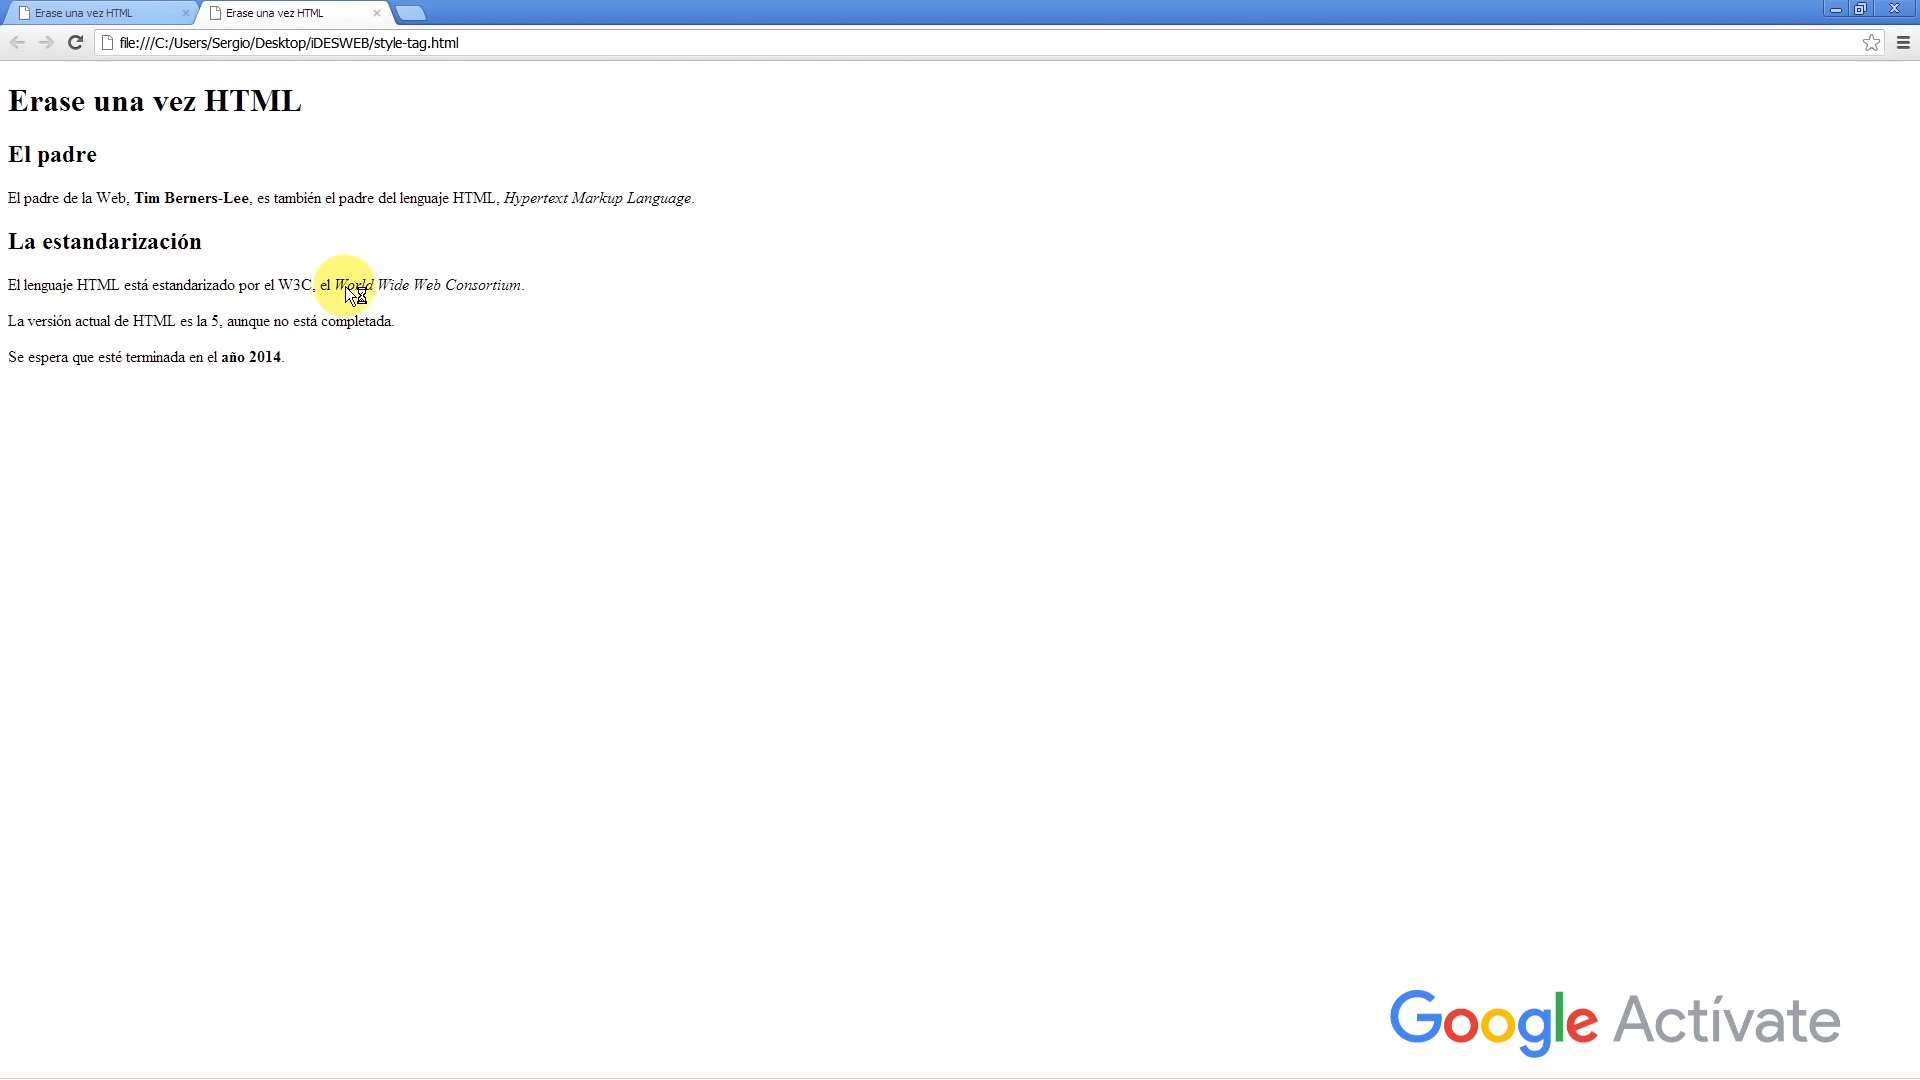 Erase una vez HTML
Erase una vez HTML
file:///C:/Users/Sergio/Desktop/iDESWEB/style-tag.html
Erase una vez HTML
El padre
El padre de la Web, Tim Berners-Lee, es también el padre del lenguaje HTML, Hypertext Markup Language.
La estandarización
El lenguaje HTML está estandarizado por el W3C, el World Wide Web Consortium.
La versión actual de HTML es la 5, aunque no está completada.
Se espera que esté terminada en el año 2014.
Google Actívate